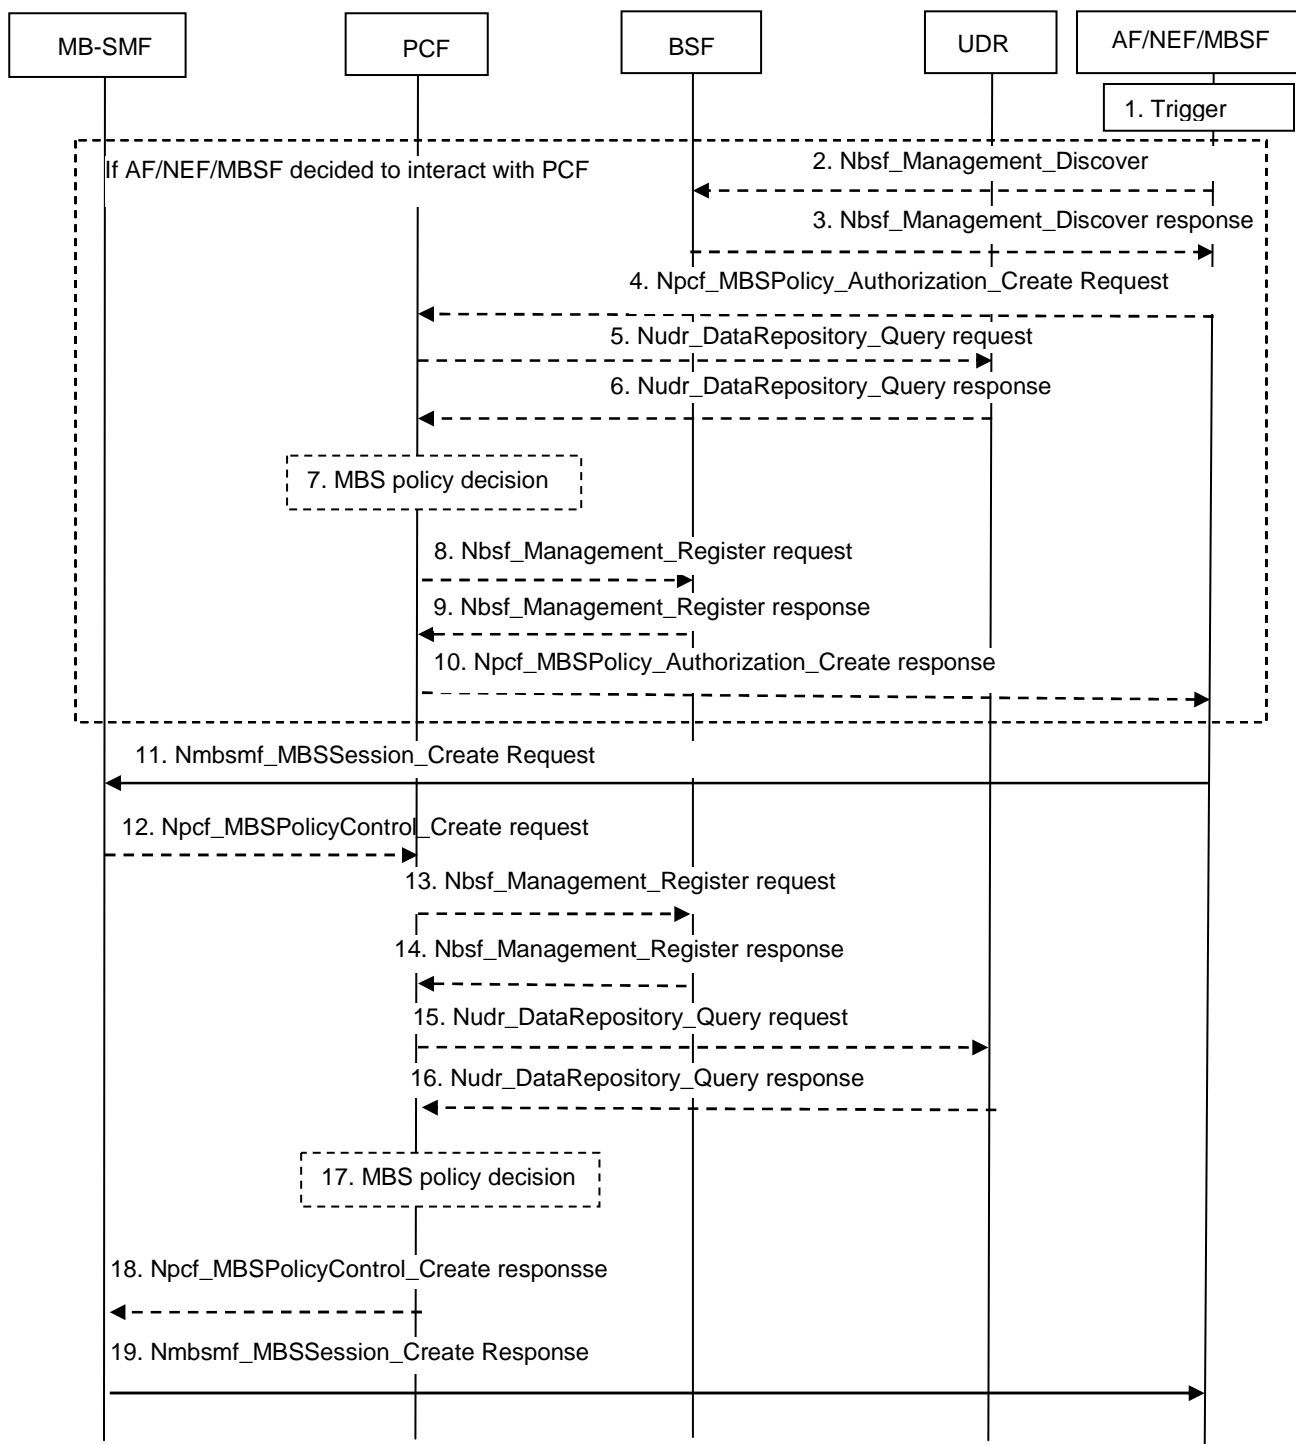 MB-SMF
PCF
BSF
UDR
AF/NEF/MBSF
1. Trigger
If AF/NEF/MBSF decided to interact with PCF
2. Nbsf_Management_Discover
3. Nbsf_Management_Discover response
4. Npcf_MBSPolicy_Authorization_Create Request
5. Nudr_DataRepository_Query request
6. Nudr_DataRepository_Query response
7. MBS policy decision
8. Nbsf_Management_Register request
9. Nbsf_Management_Register response
10. Npcf_MBSPolicy_Authorization_Create response
11. Nmbsmf_MBSSession_Create Request
12. Npcf_MBSPolicyControl_Create request
13. Nbsf_Management_Register request
14. Nbsf_Management_Register response
15. Nudr_DataRepository_Query request
16. Nudr_DataRepository_Query response
17. MBS policy decision
18. Npcf_MBSPolicyControl_Create responsse
19. Nmbsmf_MBSSession_Create Response